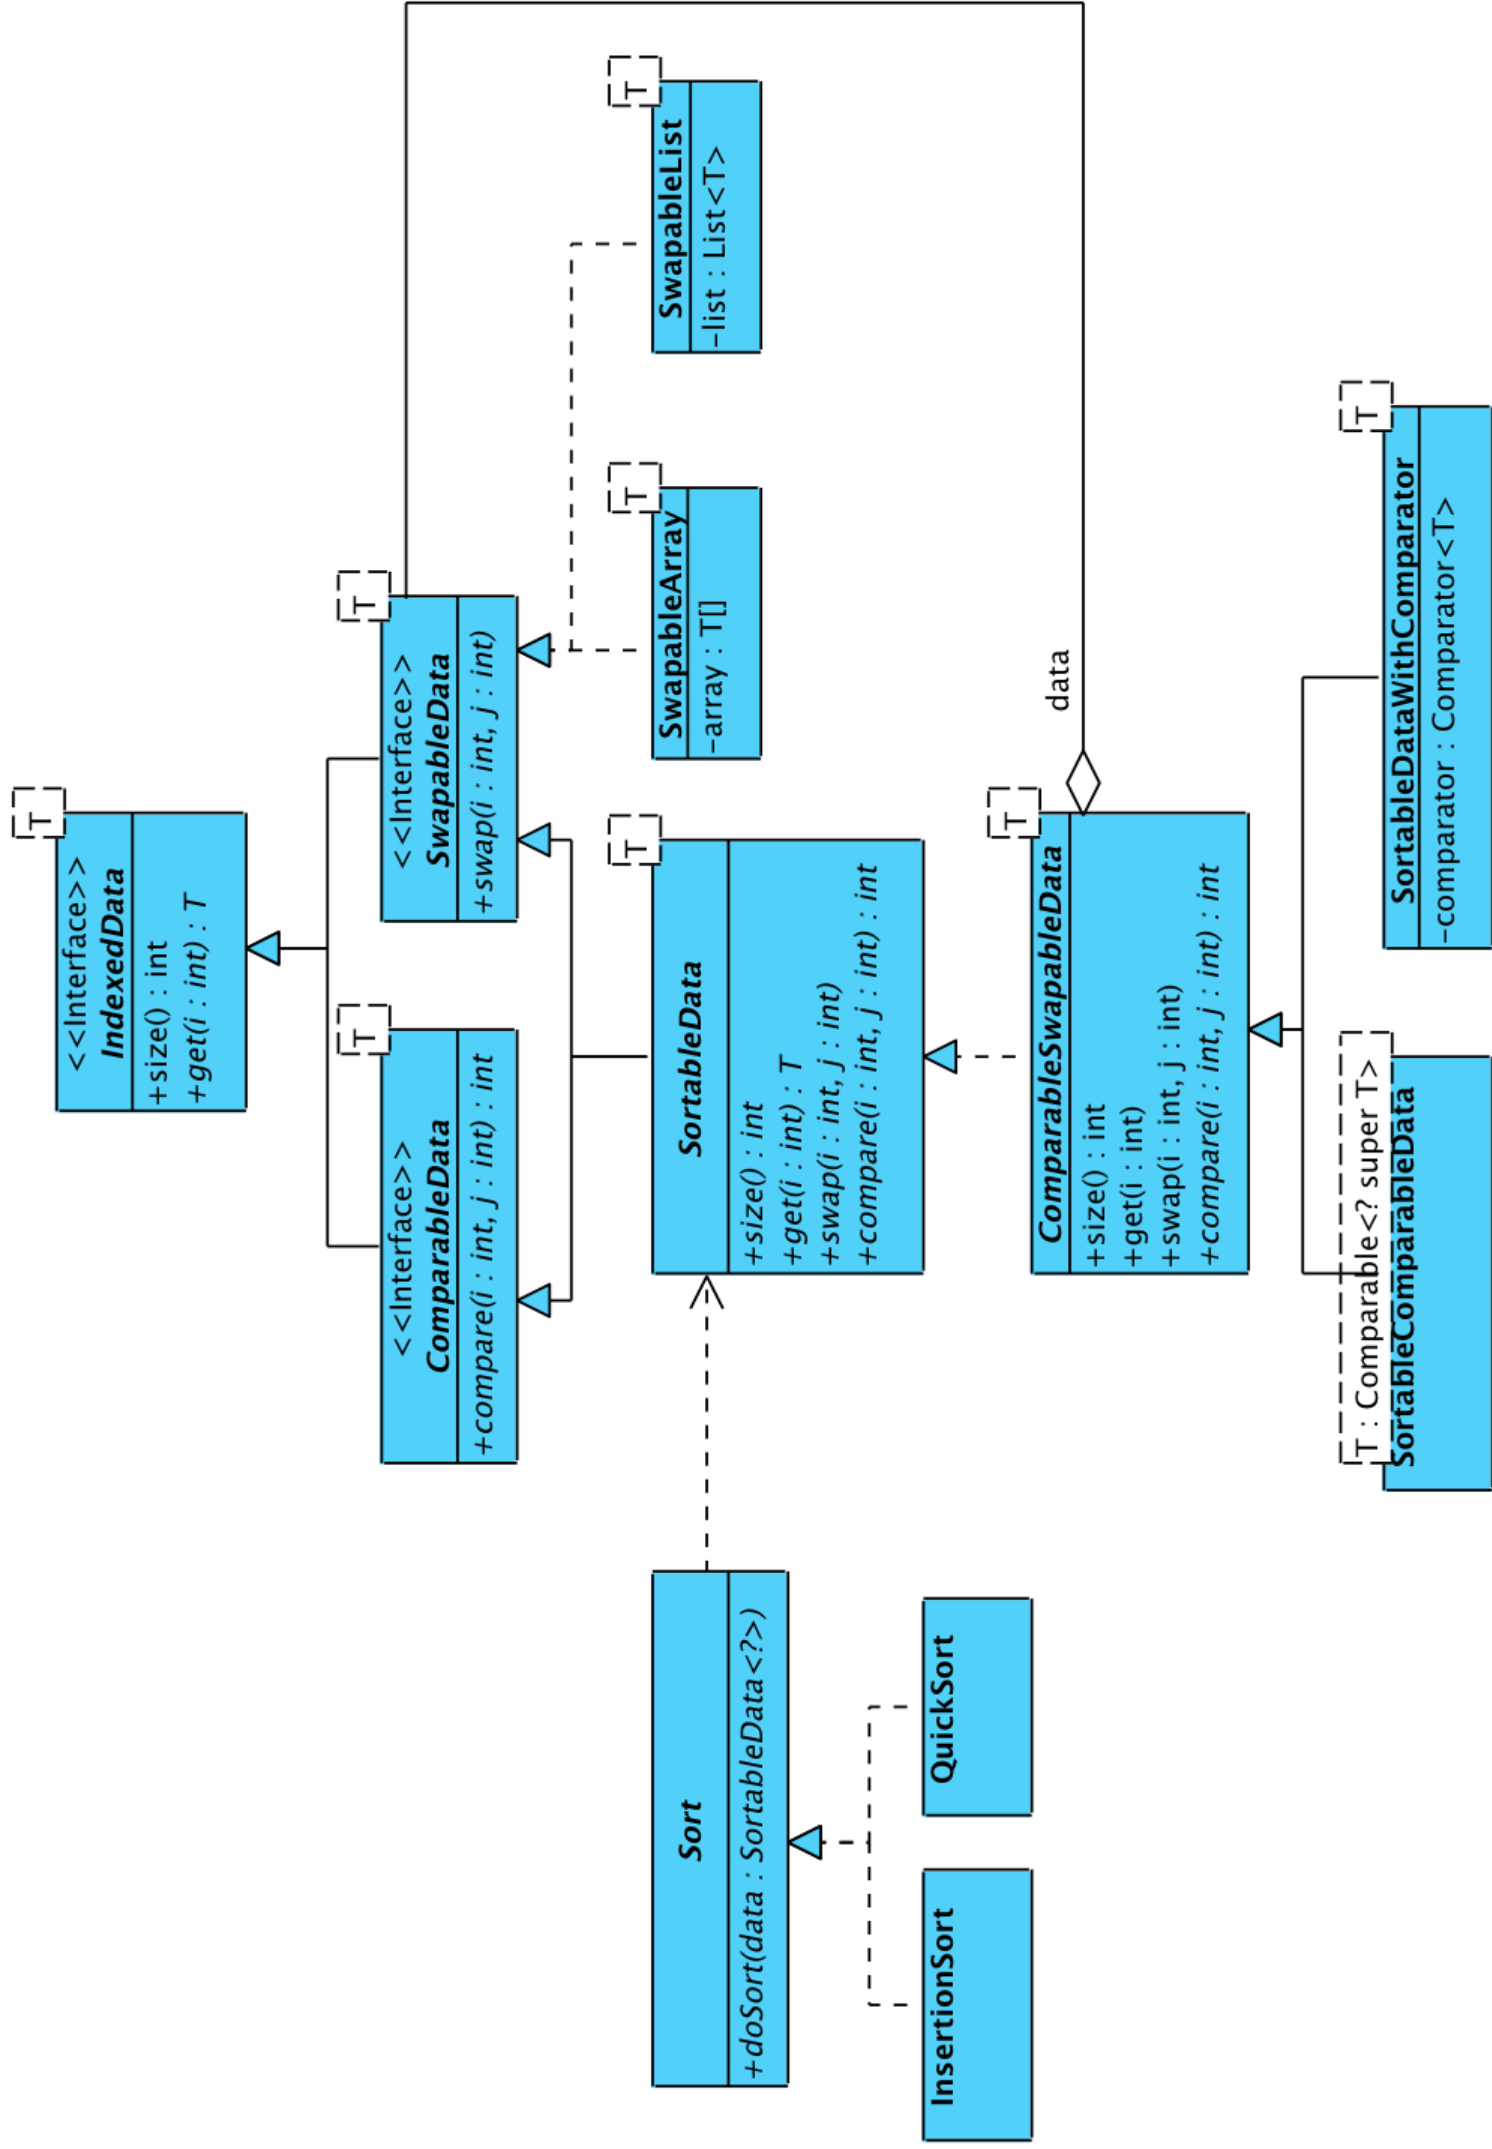 T
<<Interface>>
IndexedData
+size() : int
+get(i : int) : T
T
<<Interface>>
ComparableData
+compare(i : int, j : int) : int
T
<<Interface>>
SwapableData
+swap(i : int, j : int)
Sort
+doSort(data : SortableData<?>)
T
SortableData
+size() : int
+get(i : int) : T
+swap(i : int, j : int)
+compare(i : int, j : int) : int
T
SwapableArray
-array : T[]
T
SwapableList
-list : List<T>
InsertionSort
QuickSort
T
ComparableSwapableData
+size() : int
+get(i : int)
+swap(i : int, j : int)
+compare(i : int, j : int) : int
data
T : Comparable<? super T>
SortableComparableData
T
SortableDataWithComparator
-comparator : Comparator<T>